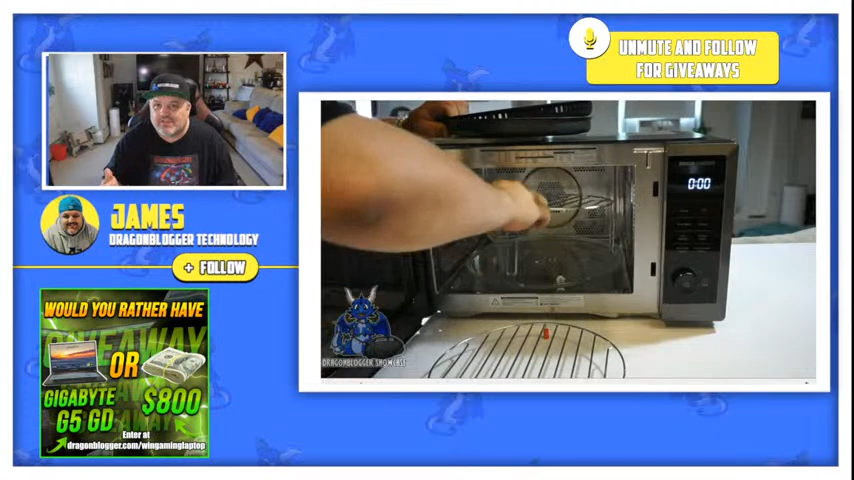 UNMUTE AND FOLLOW
FOR GIVEAWAYS
JAMES
DRAGONBLOGGER TECHNOLOGY
+ FOLLOW
WOULD YOU RATHER HAVE
GIVEAWAY
OR
GIGABYTE
G5 GD
$800
Enter at
dragonblogger.com/wingaminglaptop
0:00
DRAGONBLOGGER SHOWCASE